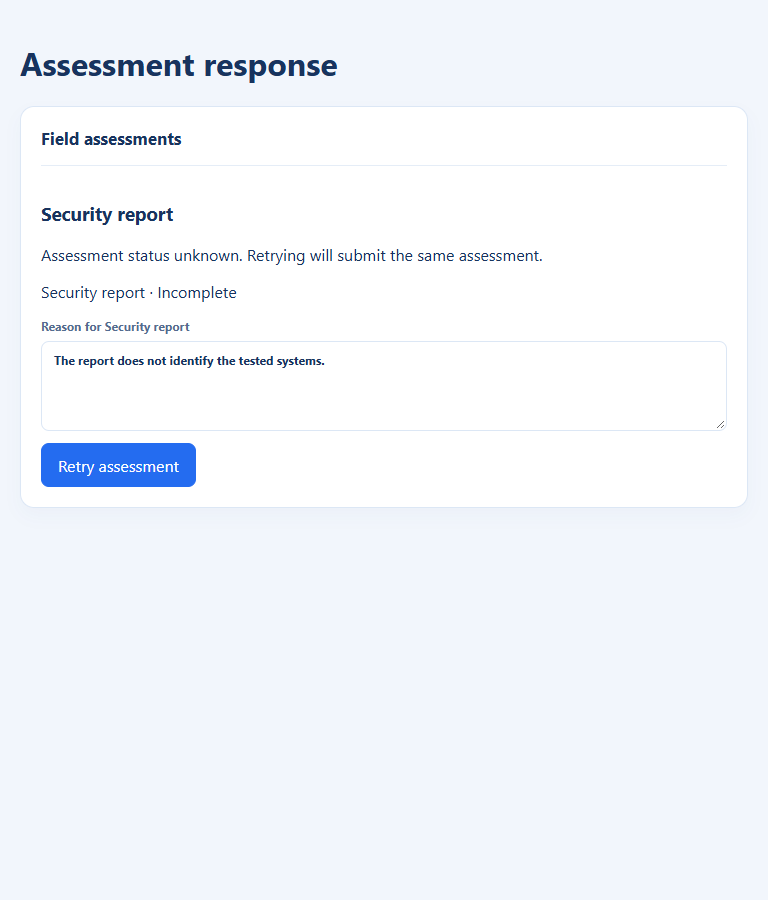 Assessment response
Field assessments
Security report
Assessment status unknown. Retrying will submit the same assessment.
Security report · Incomplete
Reason for Security report
The report does not identify the tested systems.
Retry assessment